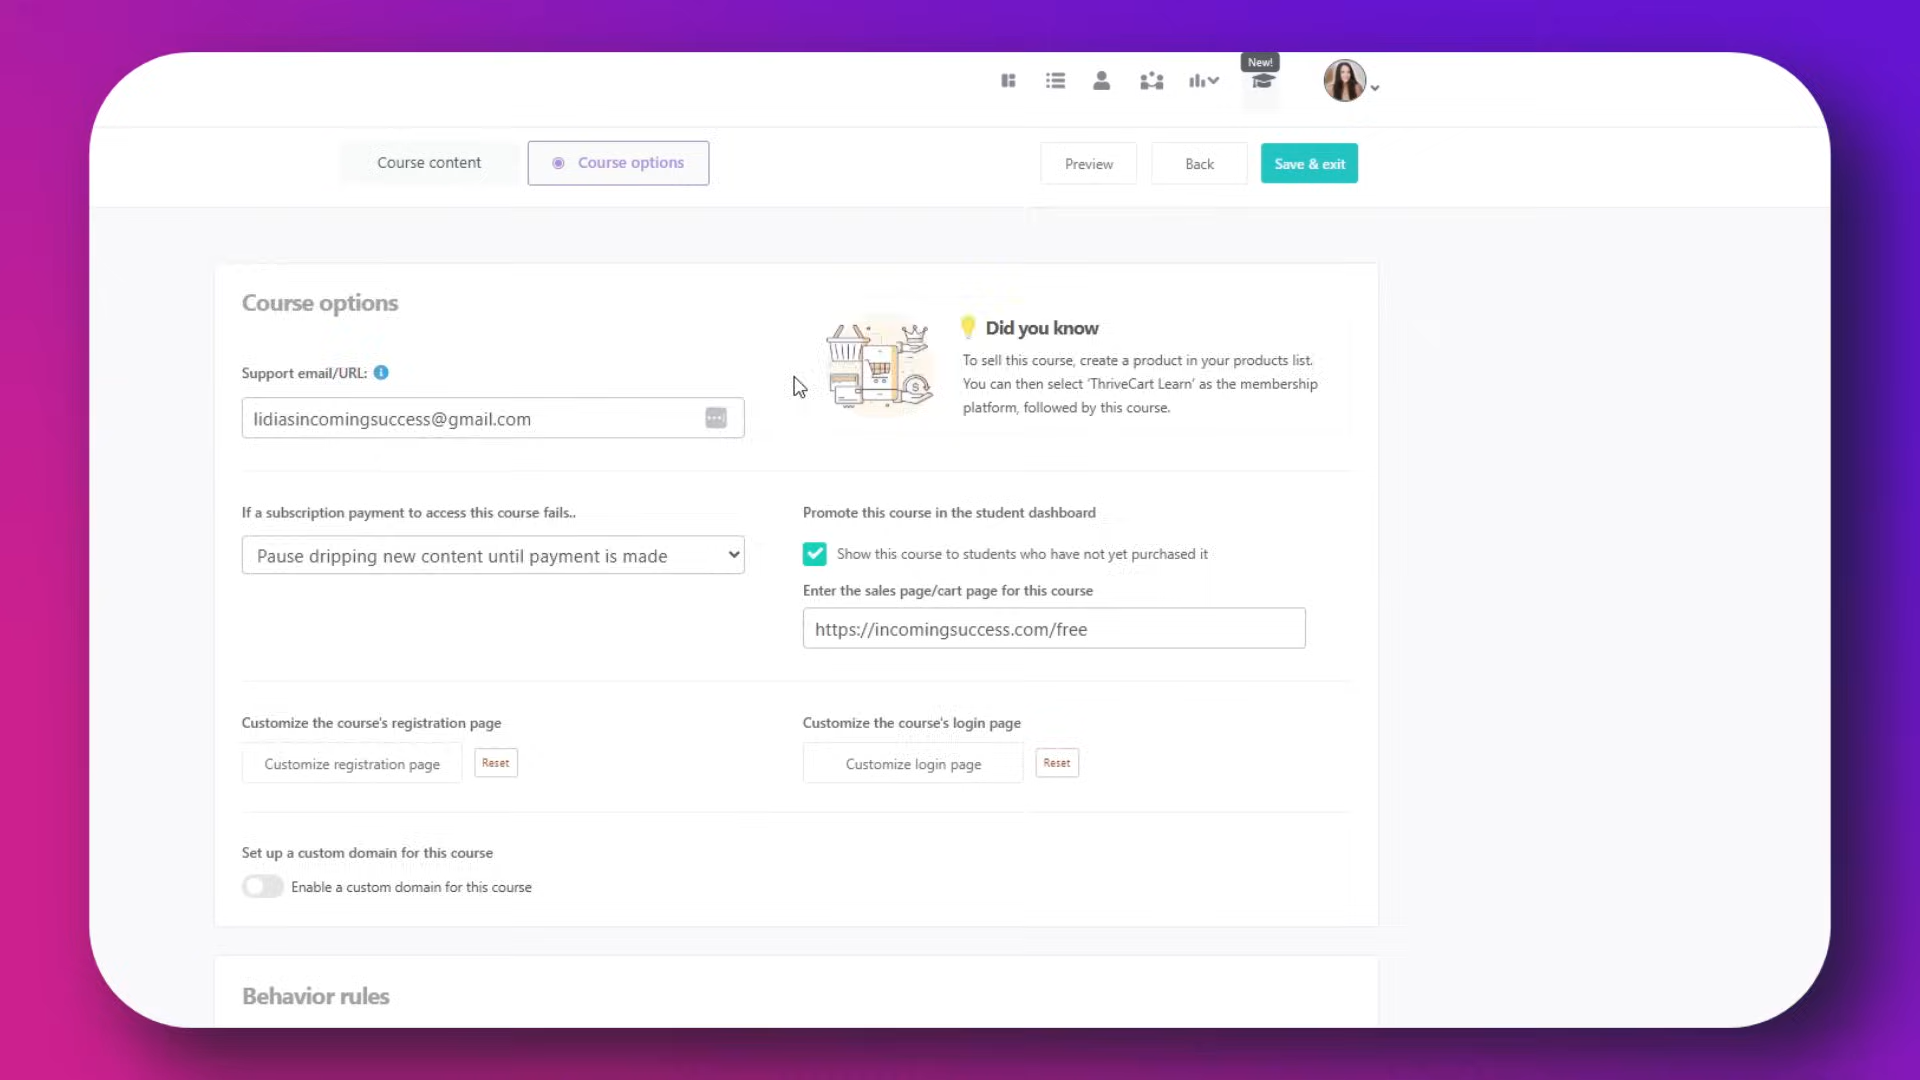 New!
Course content
Course options
Preview
Back
Save & exit
Course options
Did you know
To sell this course, create a product in your products list.
You can then select 'ThriveCart Learn' as the membership
platform, followed by this course.
Support email/URL:
lidiasincomingsuccess@gmail.com
If a subscription payment to access this course fails..
Pause dripping new content until payment is made
Promote this course in the student dashboard
Show this course to students who have not yet purchased it
Enter the sales page/cart page for this course
https://incomingsuccess.com/free
Customize the course's registration page
Customize registration page
Reset
Customize the course's login page
Customize login page
Reset
Set up a custom domain for this course
Enable a custom domain for this course
Behavior rules